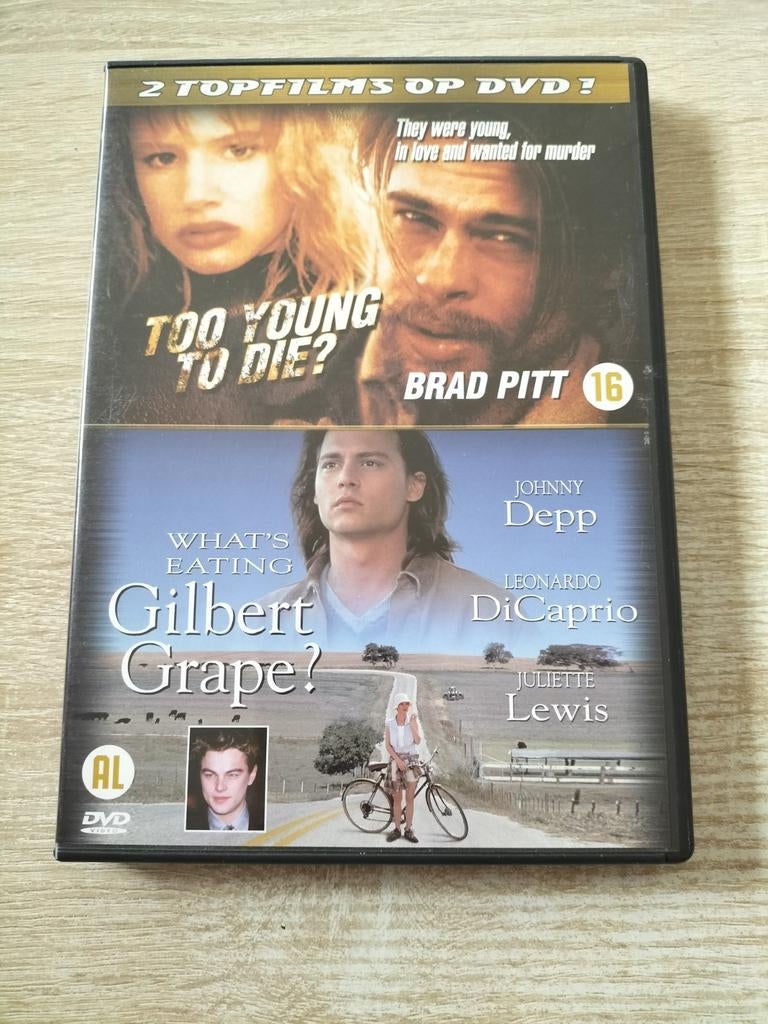 2 TOPFILMS OP DVD!
They were young,
in love and wanted for murder
TOO YOUNG
TO DIE?
BRAD PITT
16
JOHNNY
Depp
WHAT'S
EATING
Gilbert
Grape?
LEONARDO
DiCaprio
JULIETTE
Lewis
AL
DVD
VIDEO